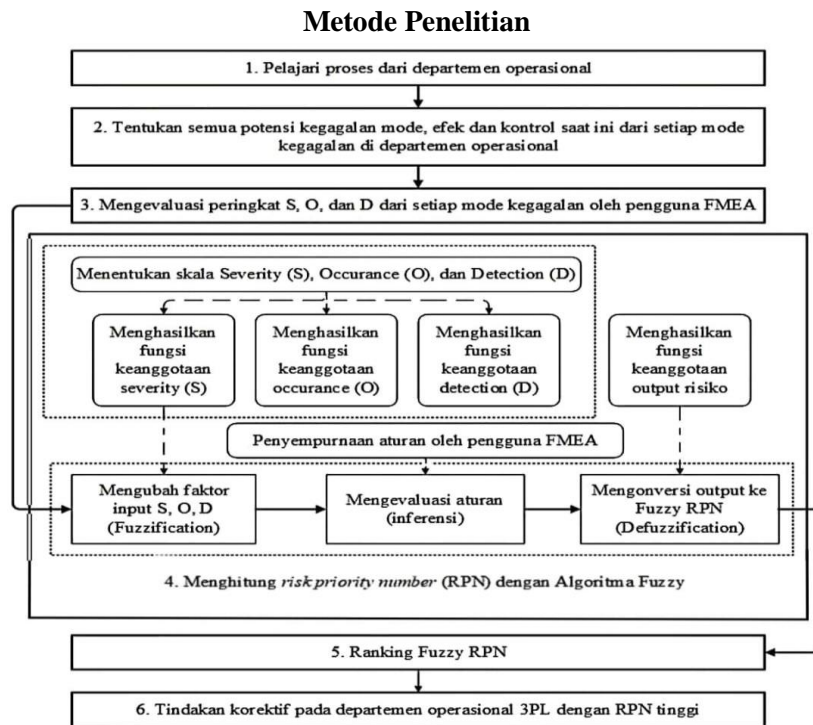 Metode Penelitian
1. Pelajari proses dari departemen operasional
2. Tentukan semua potensi kegagalan mode, efek dan kontrol saat ini dari setiap mode
kegagalan di departemen operasional
3. Mengevaluasi peringkat S, O, dan D dari setiap mode kegagalan oleh pengguna FMEA
Menentukan skala Severity (S), Occurance (O), dan Detection (D)
Menghasilkan
fungsi
keanggotaan
severity (S)
Menghasilkan
fungsi
keanggotaan
occurance (O)
Menghasilkan
fungsi
keanggotaan
detection (D)
Menghasilkan
fungsi
keanggotaan
output risiko
Penyempurnaan aturan oleh pengguna FMEA
Mengubah faktor
input S, O, D
(Fuzzification)
Mengevaluasi aturan
(inferensi)
Mengonversi output ke
Fuzzy RPN
(Defuzzification)
4. Menghitung risk priority number (RPN) dengan Algoritma Fuzzy
5. Ranking Fuzzy RPN
6. Tindakan korektif pada departemen operasional 3PL dengan RPN tinggi